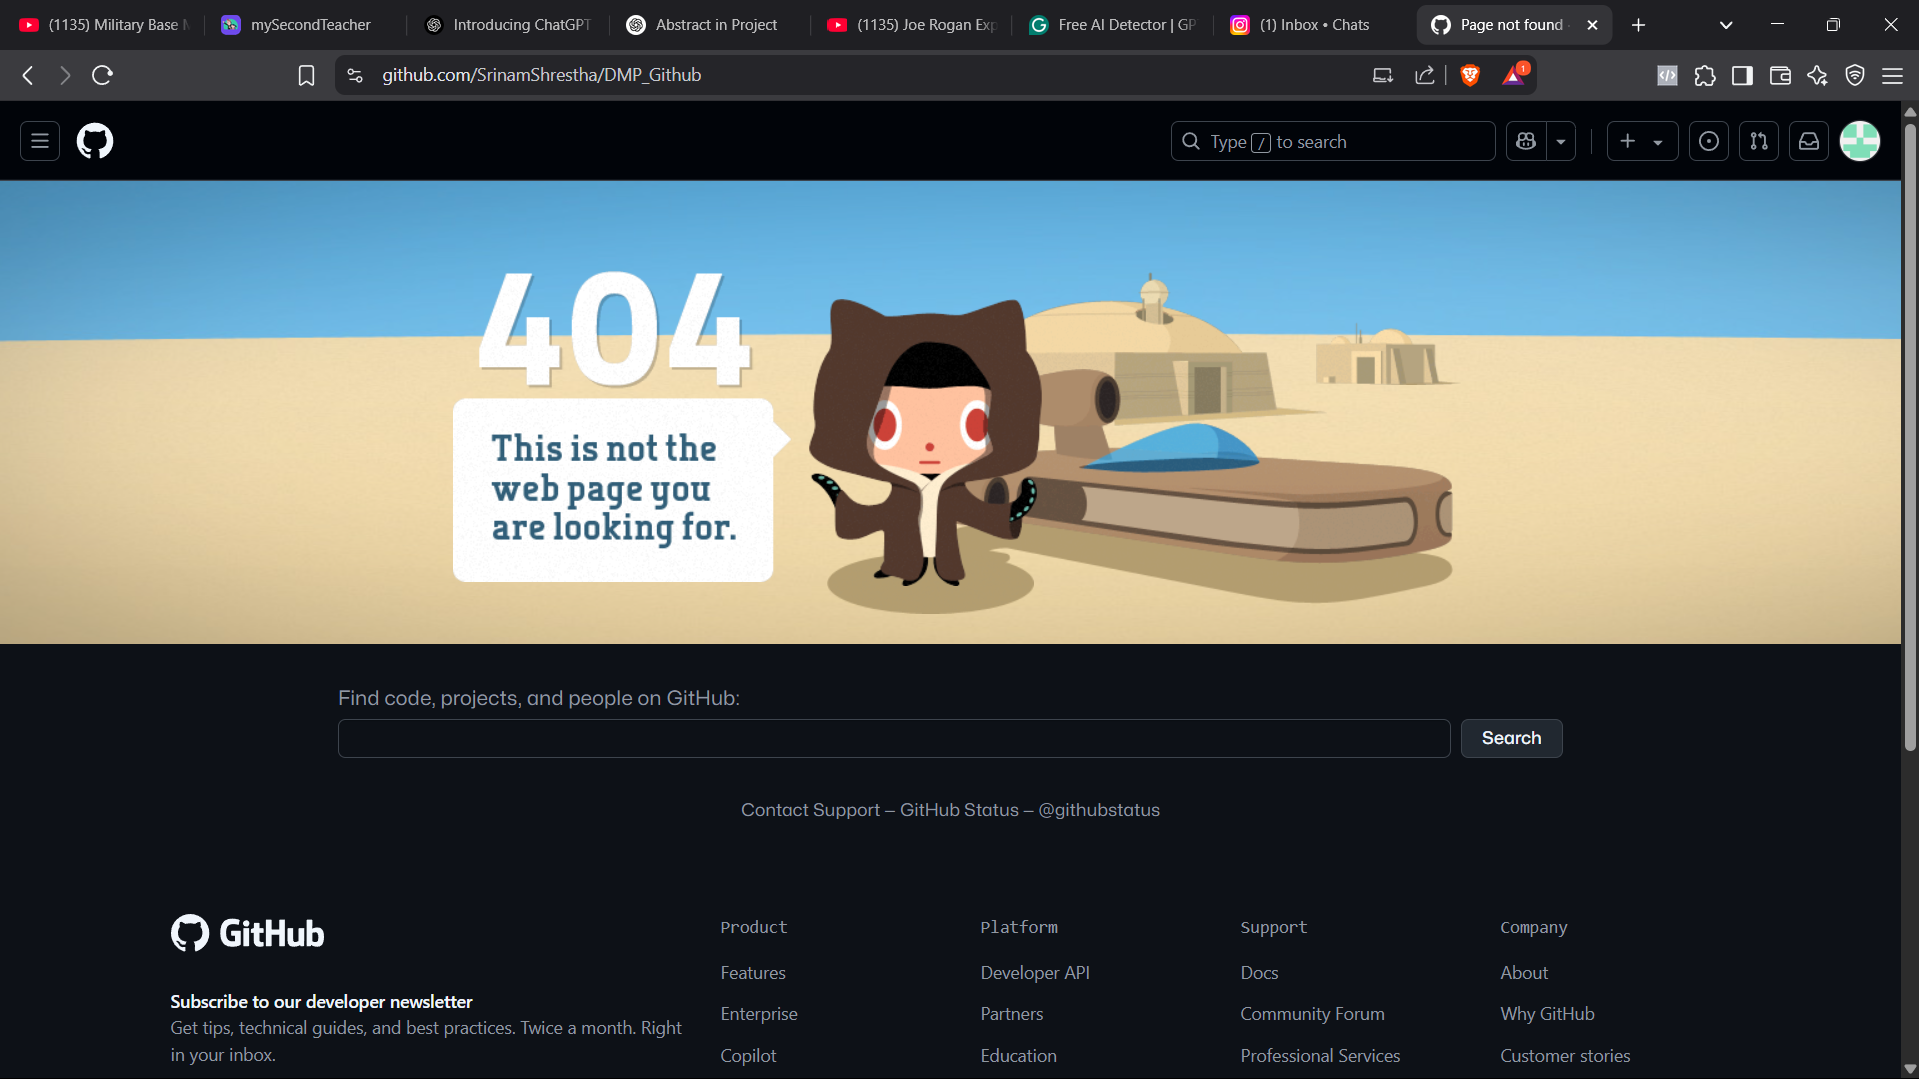 (1135) Military Base
mySecondTeacher
Introducing ChatGPT
Abstract in Project
(1135) Joe Rogan Exp
Free AI Detector | GP
(1) Inbox • Chats
Page not found
github.com/SrinamShrestha/DMP_Github
1
Type / to search
404
This is not the
web page you
are looking for.
Find code, projects, and people on GitHub:
Search
Contact Support — GitHub Status — @githubstatus
GitHub
Subscribe to our developer newsletter
Get tips, technical guides, and best practices. Twice a month. Right
in your inbox.
Product
Features
Enterprise
Copilot
Platform
Developer API
Partners
Education
Support
Docs
Community Forum
Professional Services
Company
About
Why GitHub
Customer stories